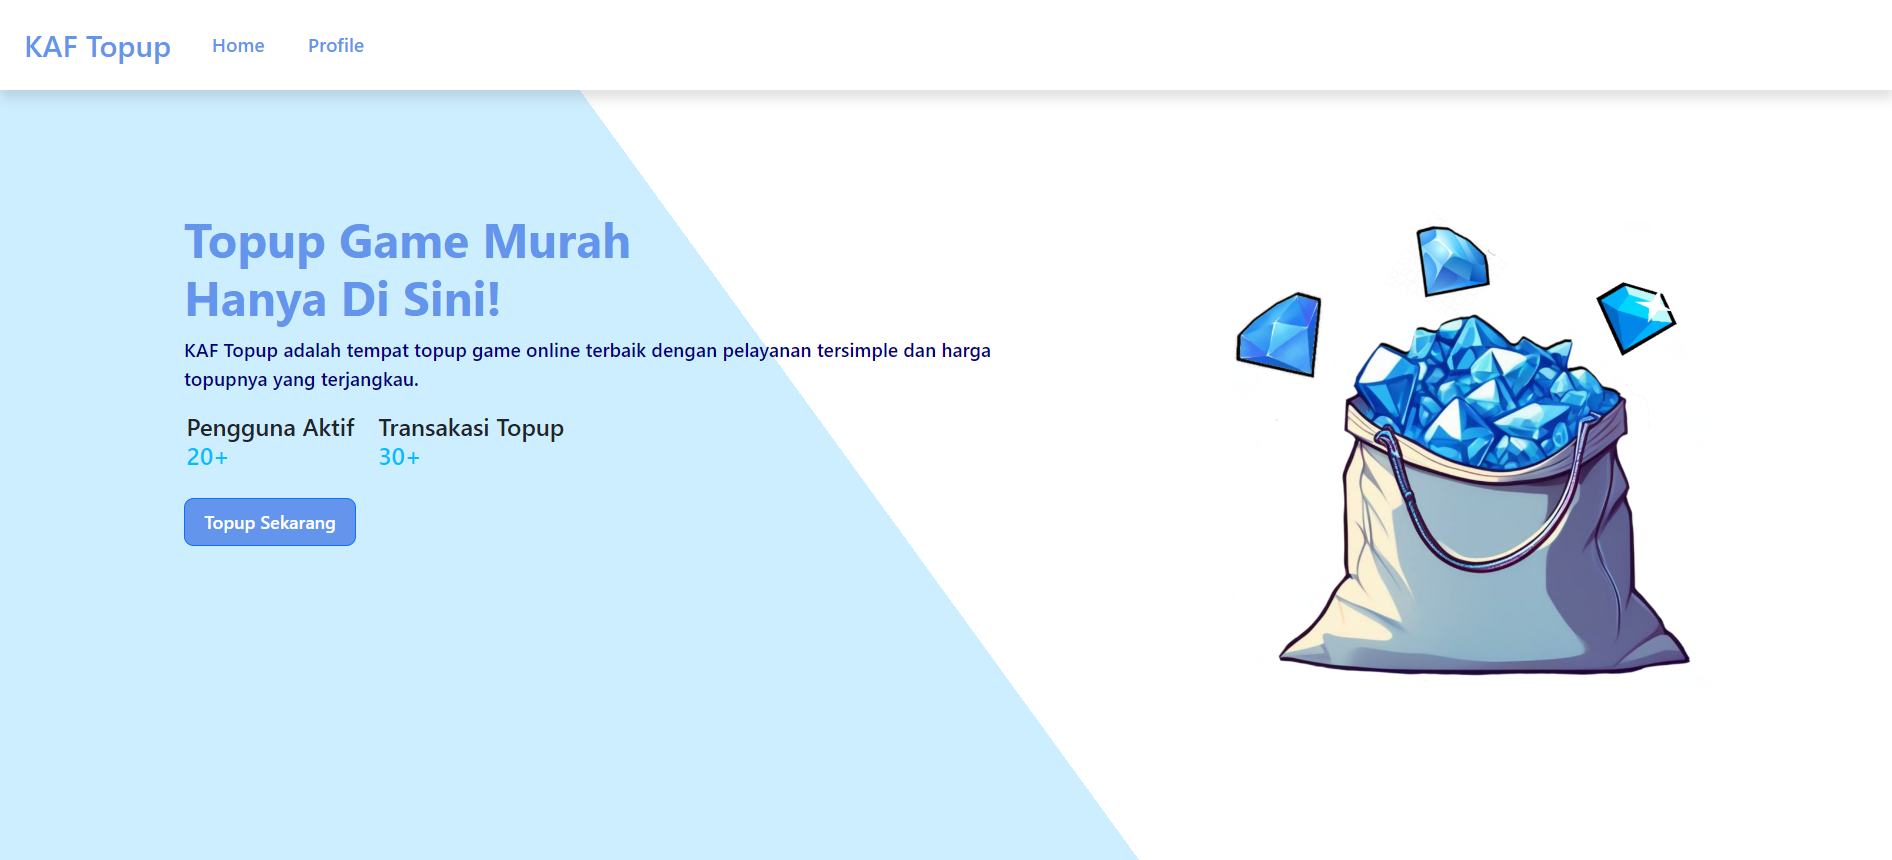 KAF Topup Home Profile
Topup Game Murah
Hanya Di Sini!
KAF Topup adalah tempat topup game online terbaik dengan pelayanan tersimple dan harga
topupnya yang terjangkau.
Pengguna Aktif Transakasi Topup
20+ 30+
Topup Sekarang